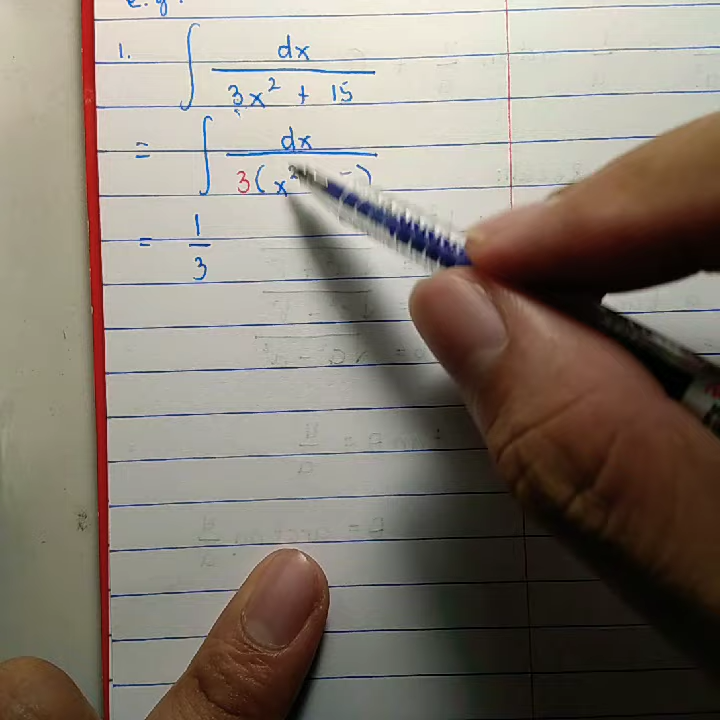 e.g.
1. ∫ dx / (3x² + 15)
= ∫ dx / 3(x²
= 1/3